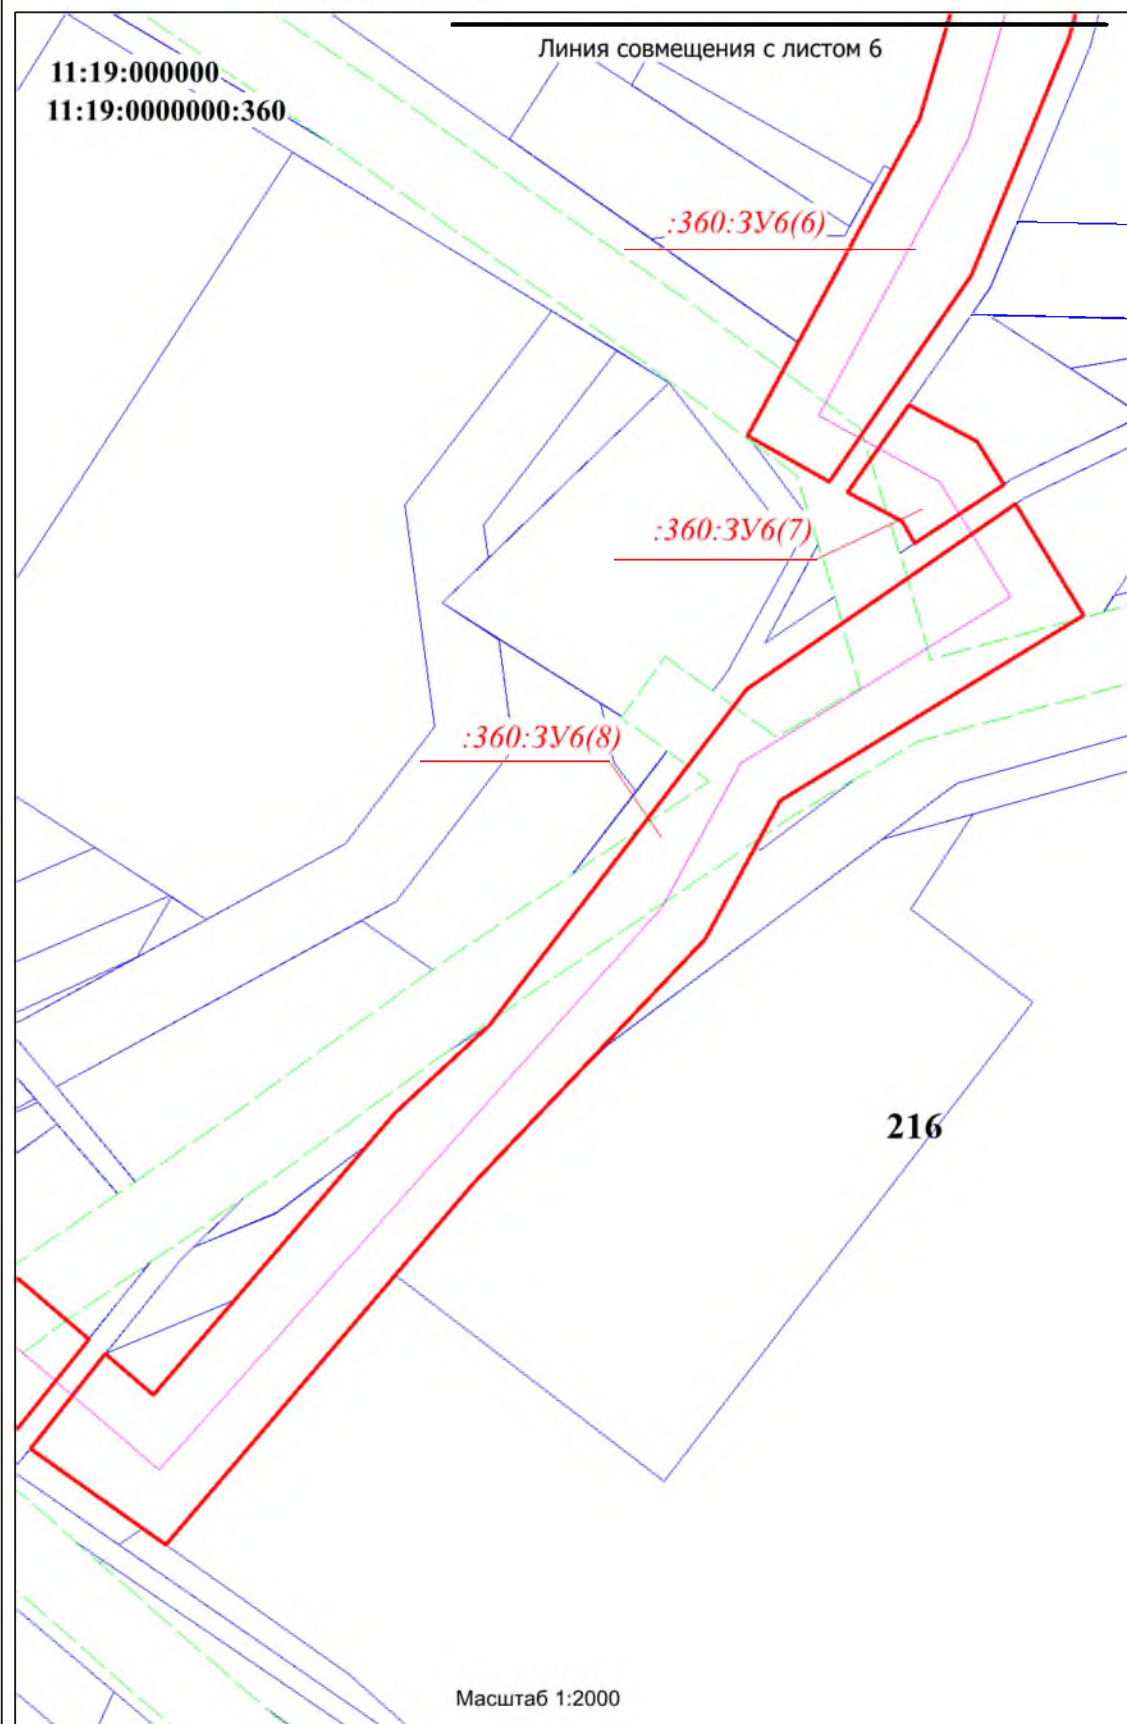 Линия совмещения с листом 6
11:19:000000
11:19:0000000:360
:360:ЗУ6(6)
:360:ЗУ6(7)
:360:ЗУ6(8)
216
Масштаб 1:2000